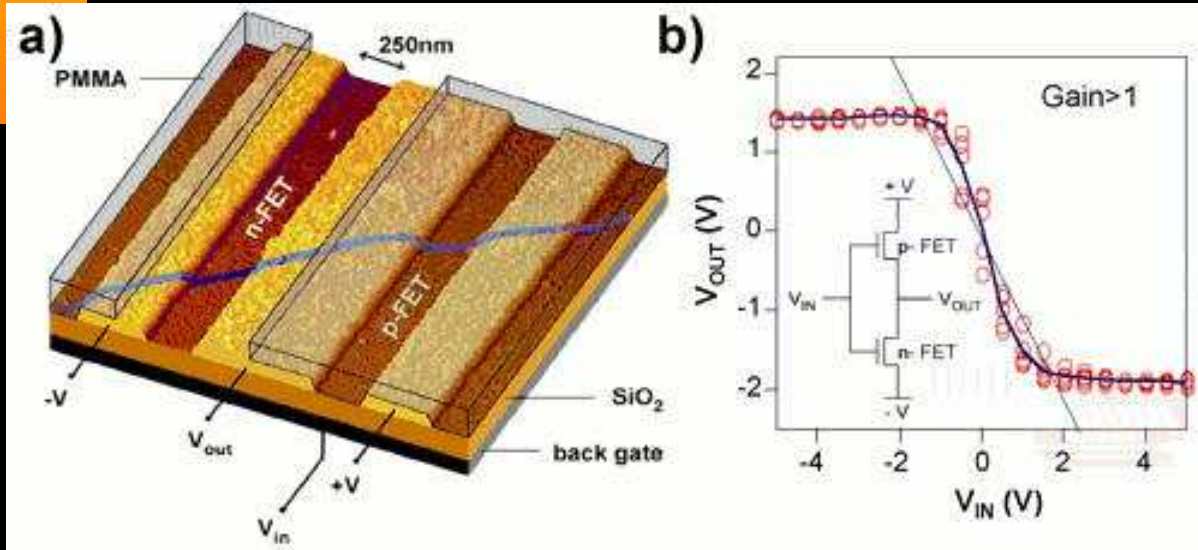 a)
PMMA
250nm
n-FET
p-FET
-V
Vout
Vin
+V
SiO2
back gate
b)
Gain>1
VOUT (V)
2
1
0
-1
-2
+ V
p- FET
VIN
VOUT
n- FET
- V
-4
-2
0
2
4
VIN (V)